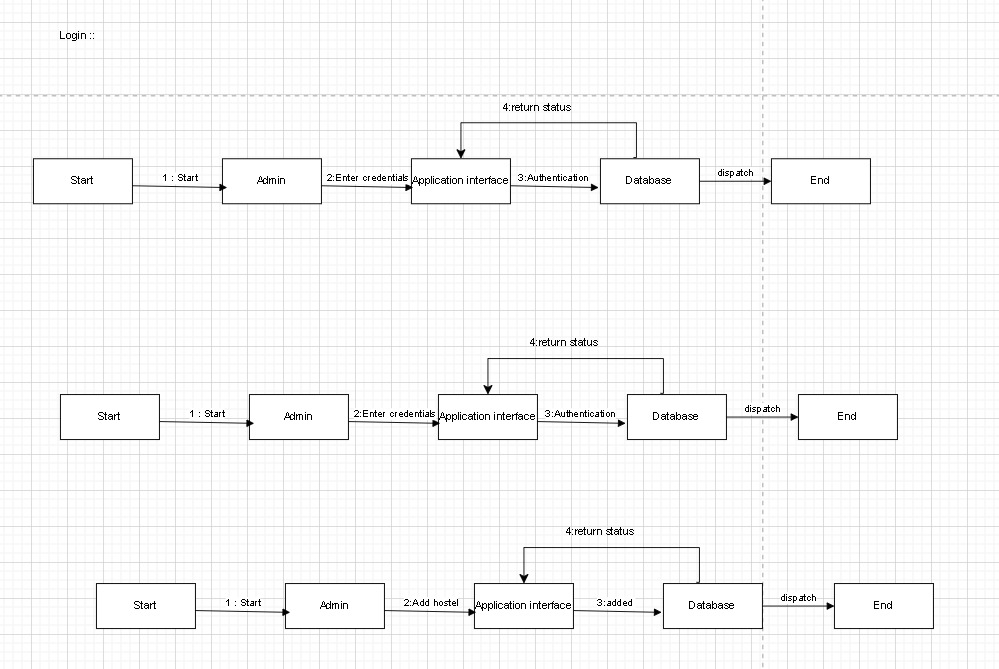 Login ::
4:return status
Start
1 : Start
Admin
2:Enter credentials
Application interface
3:Authentication
Database
dispatch
End
4:return status
Start
1 : Start
Admin
2:Enter credentials
Application interface
3:Authentication
Database
dispatch
End
4:return status
Start
1 : Start
Admin
2:Add hostel
Application interface
3:added
Database
dispatch
End